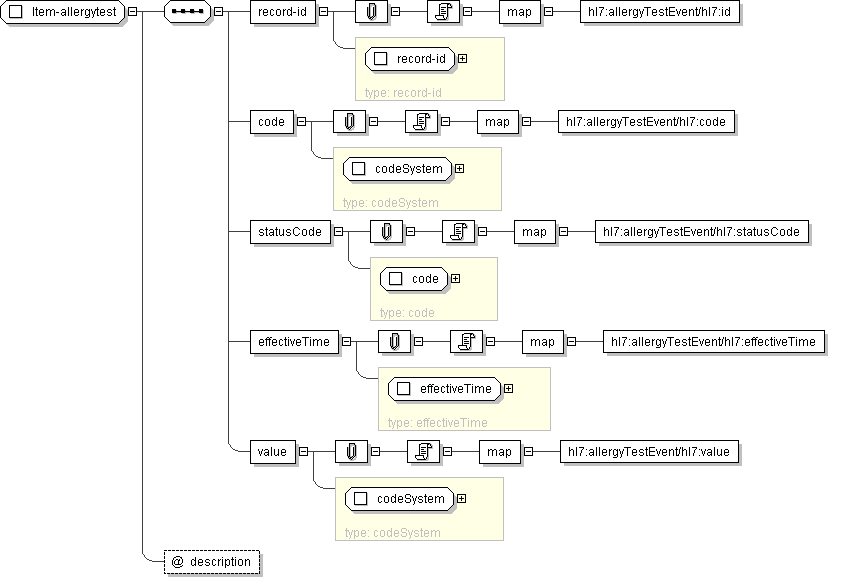 Item-allergytest
record-id map hl7:allergyTestEvent/hl7:id
record-id
type: record-id
code map hl7:allergyTestEvent/hl7:code
codeSystem
type: codeSystem
statusCode map hl7:allergyTestEvent/hl7:statusCode
code
type: code
effectiveTime map hl7:allergyTestEvent/hl7:effectiveTime
effectiveTime
type: effectiveTime
value map hl7:allergyTestEvent/hl7:value
codeSystem
type: codeSystem
@ description